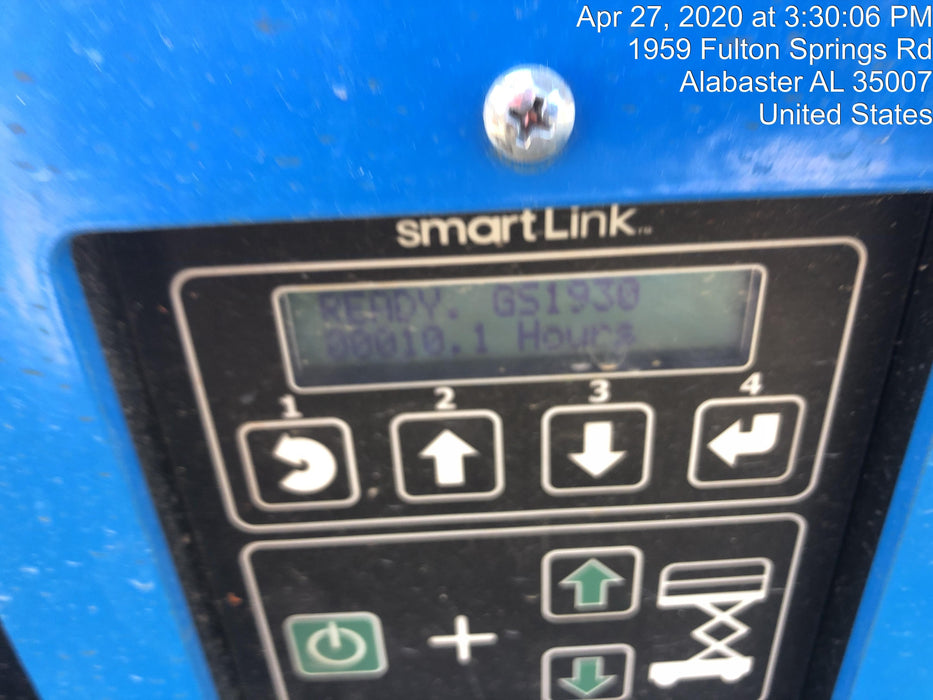 Apr 27, 2020 at 3:30:06 PM
1959 Fulton Springs Rd
Alabaster AL 35007
United States
smartLink™
READY. GS1930
00010.1 Hours
1 2 3 4